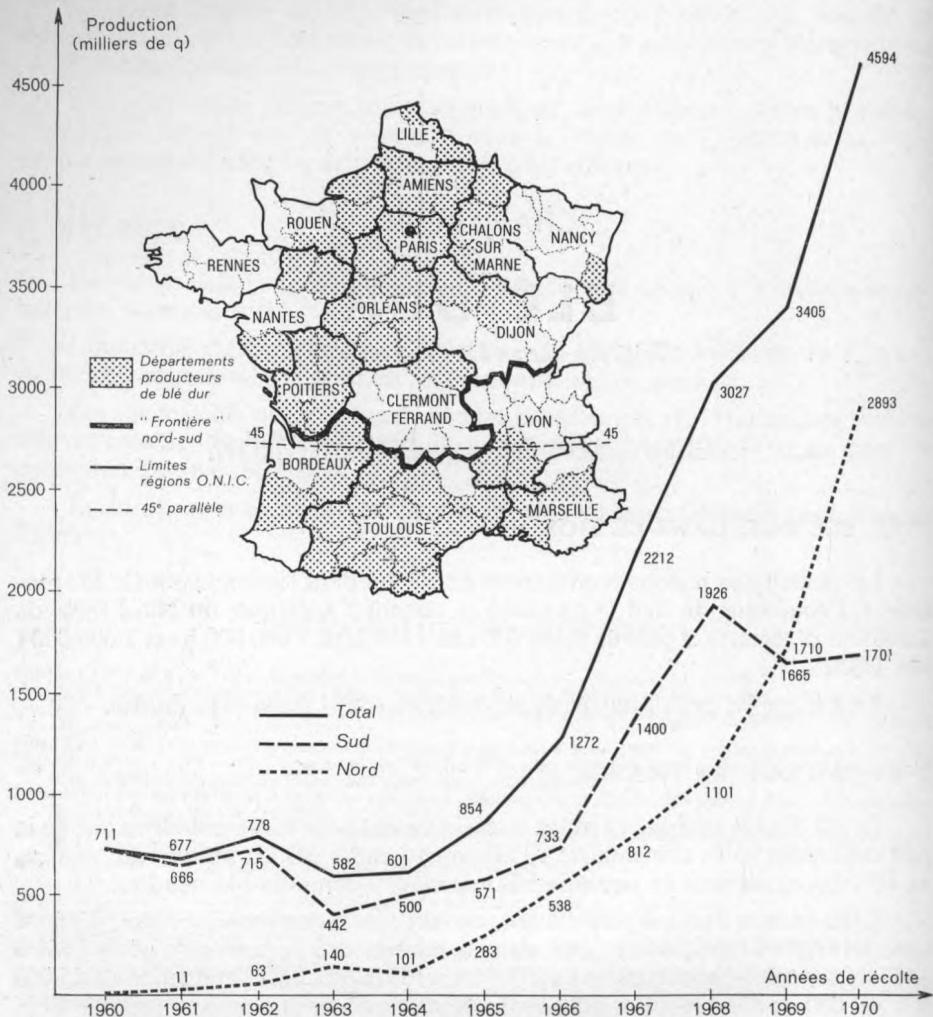 Production
(milliers de q)
4500
4000
3500
3000
2500
1500
1000
500
4594
3405
3027
2893
2212
1926
1710
1665
1701
1400
1272
1101
854
812
733
711
677
666
778
715
582
601
571
538
442
500
283
11
63
140
101
LILLE
AMIENS
ROUEN
PARIS
CHALONS
SUR
MARNE
NANCY
RENNES
ORLÉANS
NANTES
DIJON
POITIERS
CLERMONT
FERRAND
LYON
45
45
BORDEAUX
TOULOUSE
MARSEILLE
Départements
producteurs
de blé dur
" Frontière "
nord-sud"
Limites
régions O.N.I.C.
45e parallèle
Total
Sud
Nord
Années de récolte
1960 1961 1962 1963 1964 1965 1966 1967 1968 1969 1970